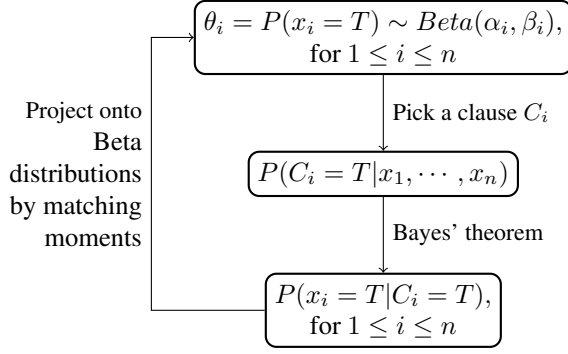 θ_i = P(x_i = T) ∼ Beta(α_i, β_i),
for 1 ≤ i ≤ n
Pick a clause C_i
Project onto
Beta
distributions
by matching
moments
P(C_i = T|x_1, ⋯ , x_n)
Bayes' theorem
P(x_i = T|C_i = T),
for 1 ≤ i ≤ n